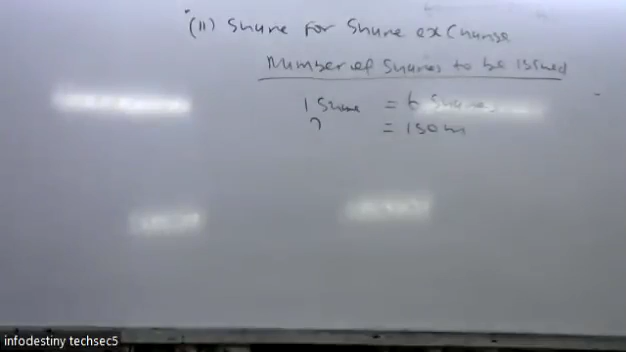 (ii) Share for Share exchange
Number of Shares to be issued
1 Share = 6 Shares
? = 150m
infodestiny techsec5